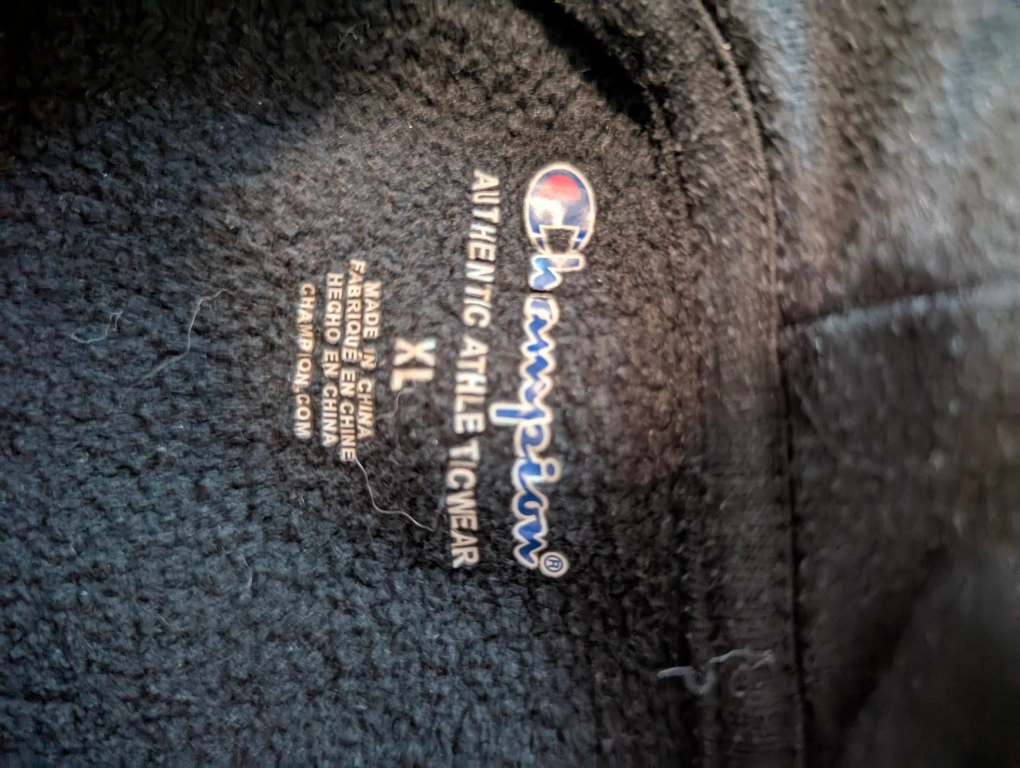 Champion®
AUTHENTIC ATHLETICWEAR
XL
MADE IN CHINA
FABRIQUÉ EN CHINE
HECHO EN CHINA
CHAMPION.COM